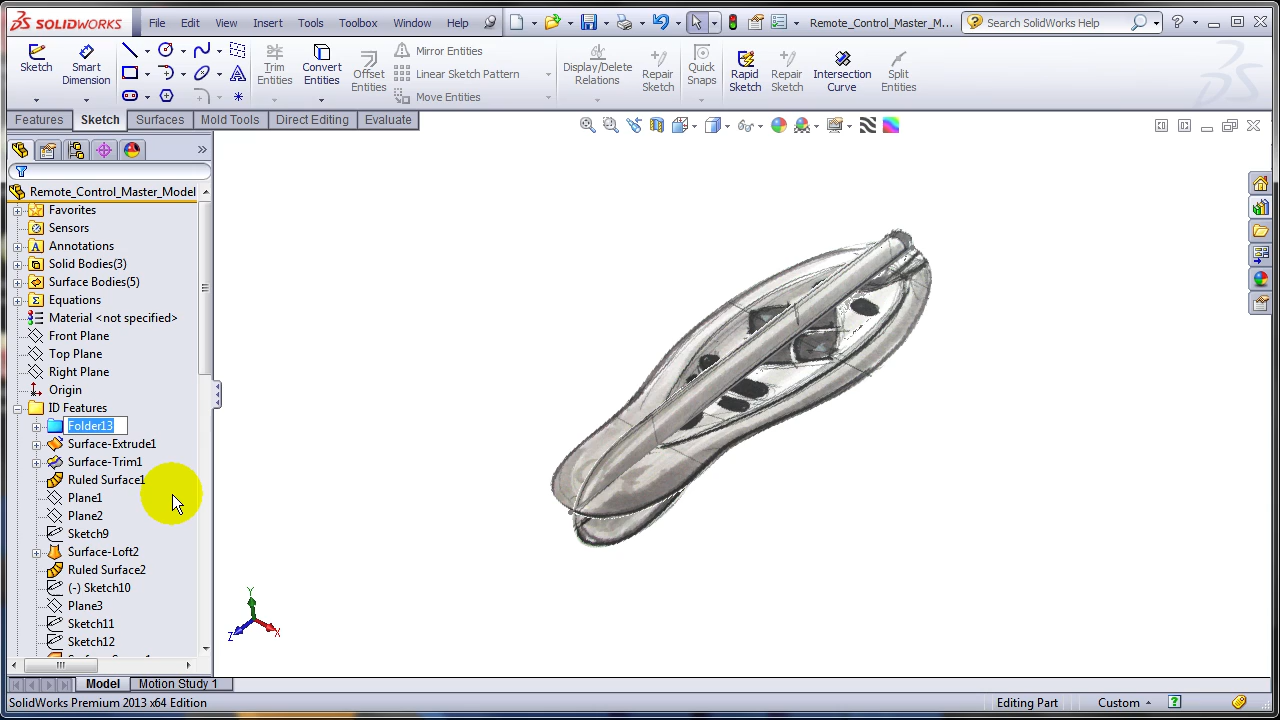 SOLIDWORKS File Edit View Insert Tools Toolbox Window Help Remote_Control_Master_M... Search SolidWorks Help
Sketch Smart Dimension Trim Entities Convert Entities Offset Entities Mirror Entities Linear Sketch Pattern Move Entities Display/Delete Relations Repair Sketch Quick Snaps Rapid Sketch Repair Sketch Intersection Curve Split Entities
Features Sketch Surfaces Mold Tools Direct Editing Evaluate
Remote_Control_Master_Model
Favorites
Sensors
Annotations
Solid Bodies(3)
Surface Bodies(5)
Equations
Material <not specified>
Front Plane
Top Plane
Right Plane
Origin
ID Features
Folder13
Surface-Extrude1
Surface-Trim1
Ruled Surface1
Plane1
Plane2
Sketch9
Surface-Loft2
Ruled Surface2
(-) Sketch10
Plane3
Sketch11
Sketch12
Y
Z X
Model Motion Study 1
SolidWorks Premium 2013 x64 Edition Editing Part Custom